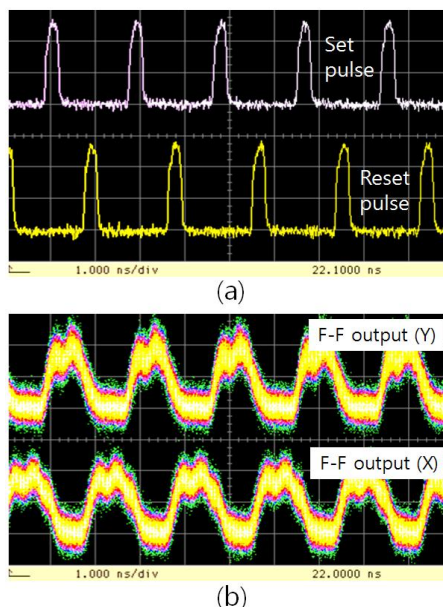 Set
pulse
Reset
pulse
1.000 ns/div
22.1000 ns
(a)
F-F output (Y)
F-F output (X)
1.000 ns/div
22.0000 ns
(b)